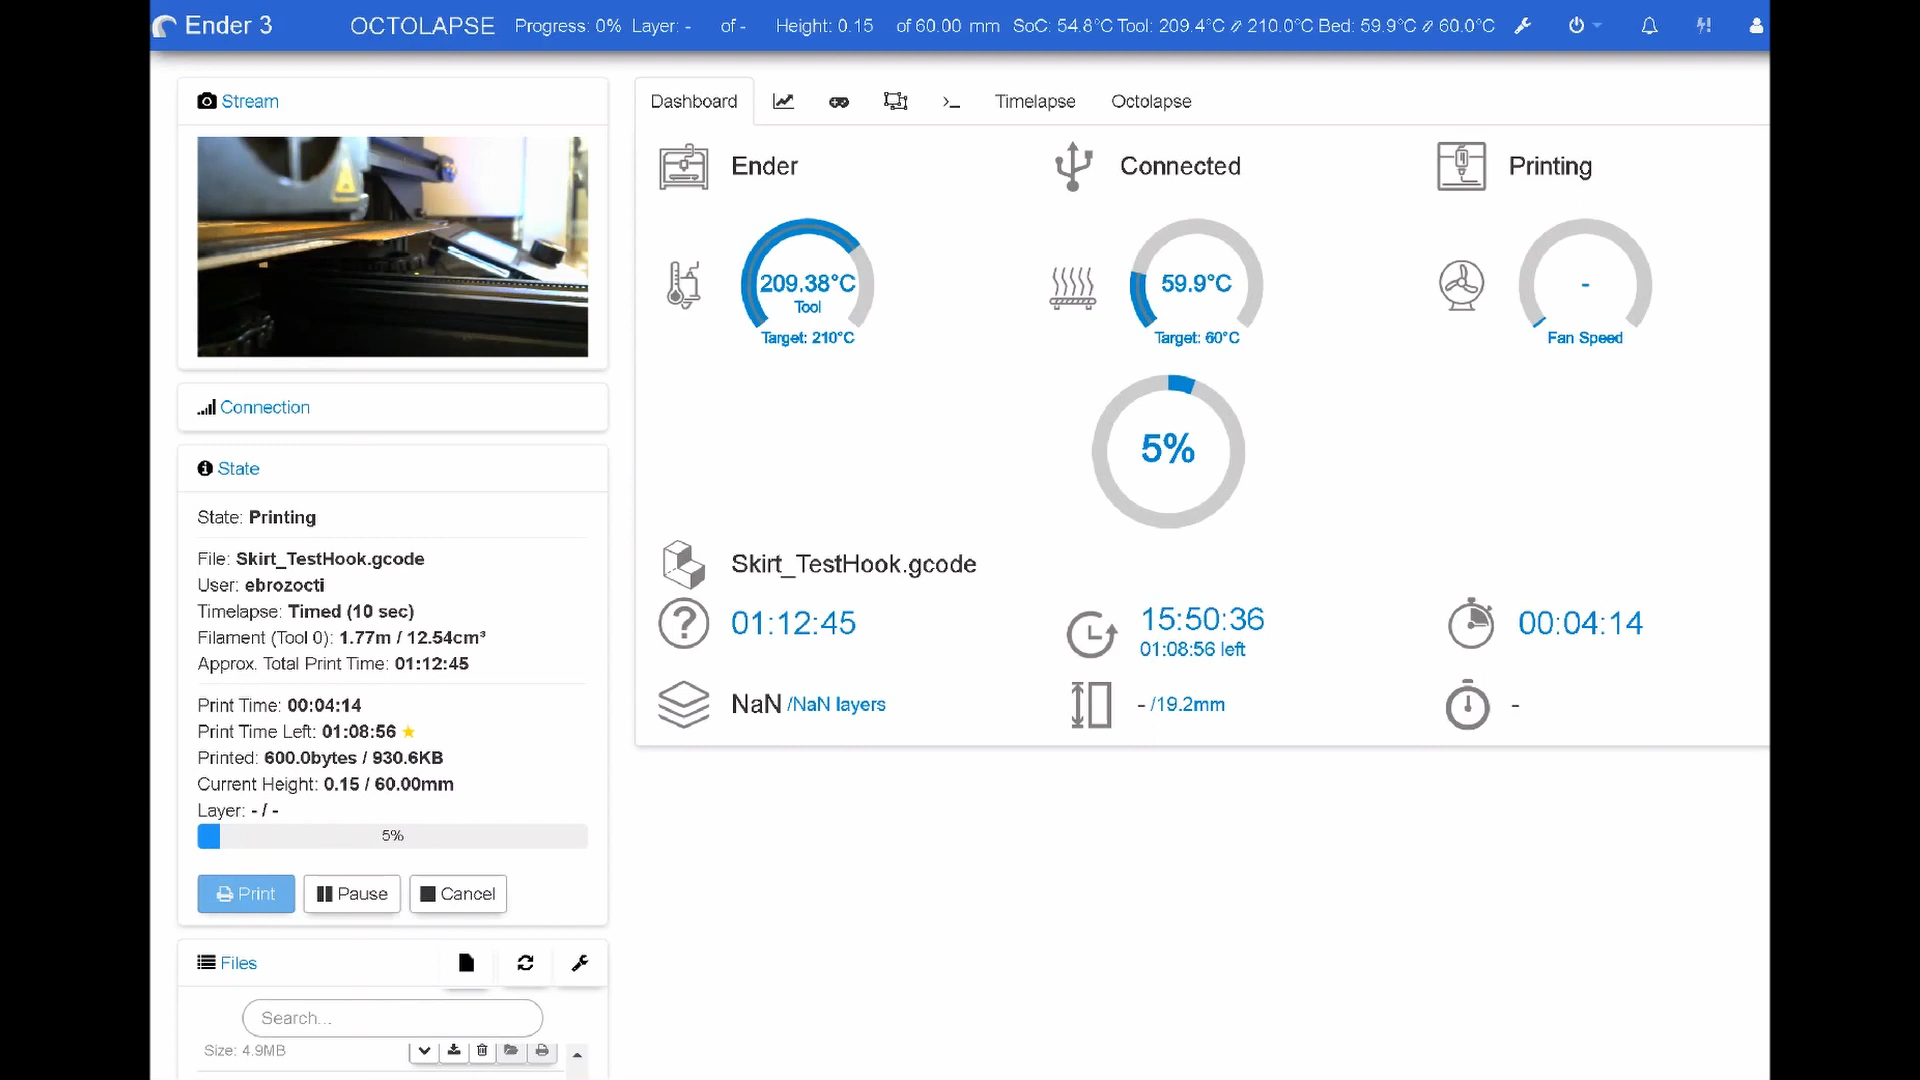 Ender 3 OCTOLAPSE Progress: 0% Layer: - of - Height: 0.15 of 60.00 mm SoC: 54.8°C Tool: 209.4°C ⁄⁄ 210.0°C Bed: 59.9°C ⁄⁄ 60.0°C
Stream
Connection
State
State: Printing
File: Skirt_TestHook.gcode
User: ebrozocti
Timelapse: Timed (10 sec)
Filament (Tool 0): 1.77m / 12.54cm³
Approx. Total Print Time: 01:12:45
Print Time: 00:04:14
Print Time Left: 01:08:56
Printed: 600.0bytes / 930.6KB
Current Height: 0.15 / 60.00mm
Layer: - / -
5%
Print Pause Cancel
Files
Search...
Size: 4.9MB
Dashboard Timelapse Octolapse
Ender Connected Printing
209.38°C
Tool
Target: 210°C
59.9°C
Target: 60°C
-
Fan Speed
5%
Skirt_TestHook.gcode
01:12:45
15:50:36
01:08:56 left
00:04:14
NaN /NaN layers
- /19.2mm
-